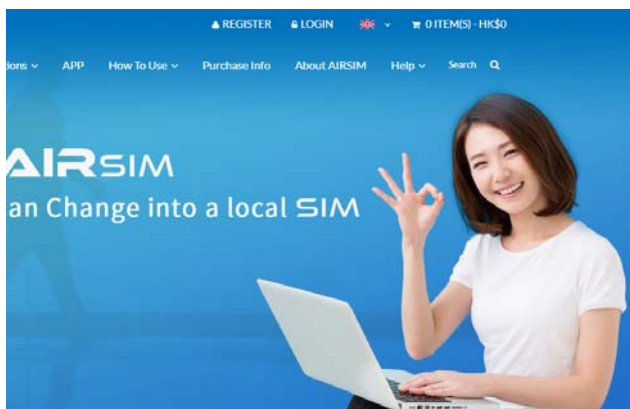 REGISTER LOGIN 0 ITEM(S) - HK$0
tions APP How To Use Purchase Info About AIRSIM Help Search
AIRSIM
an Change into a local SIM